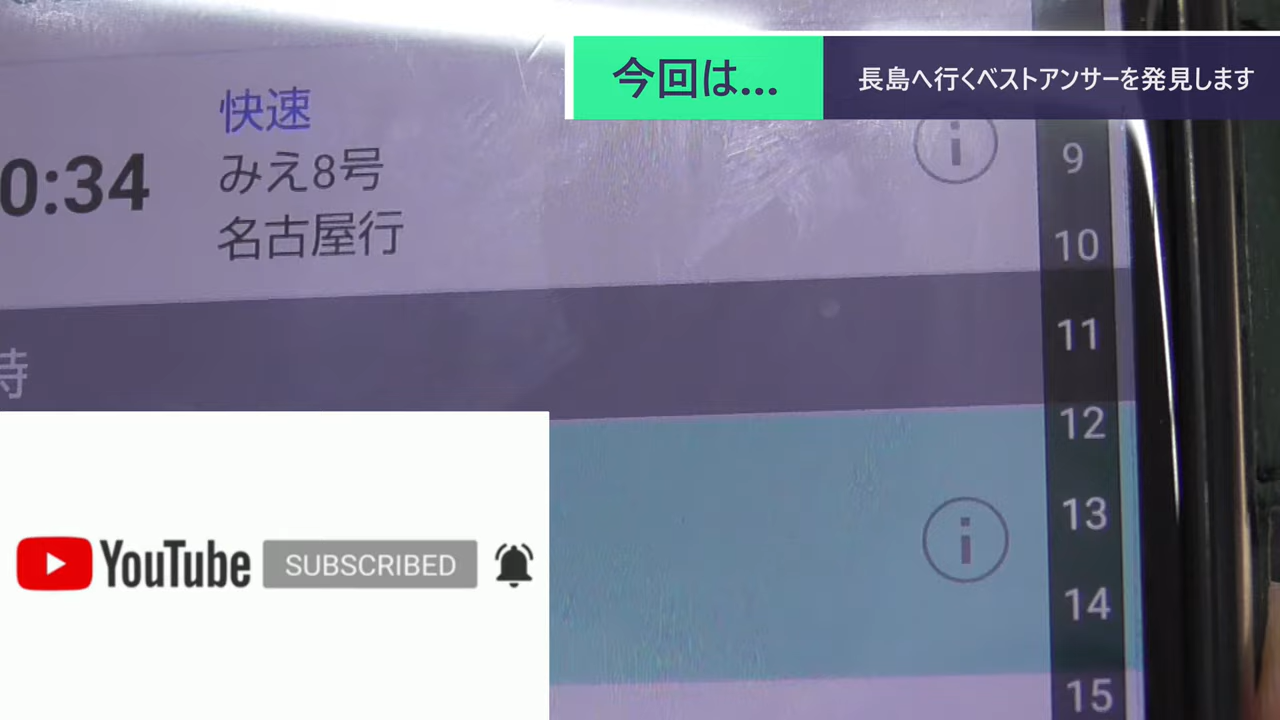 今回は...
長島へ行くベストアンサーを発見します
快速
0:34
みえ8号
名古屋行
時
9
10
11
12
13
14
15
YouTube
SUBSCRIBED